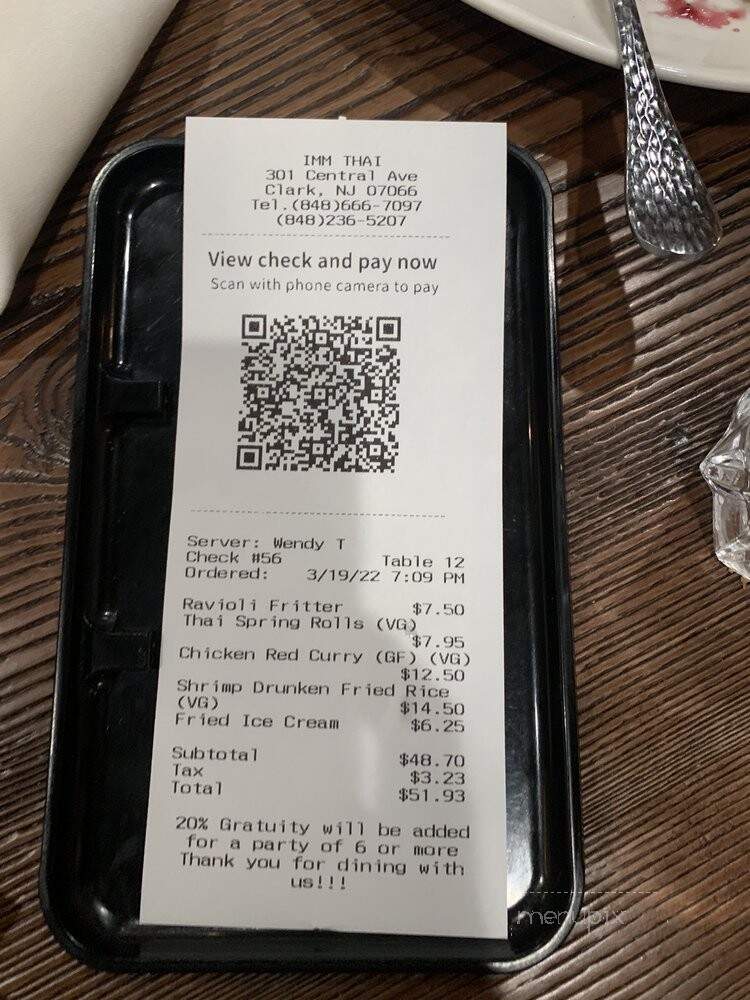 IMM THAI
301 Central Ave
Clark, NJ 07066
Tel.(848)666-7097
(848)236-5207
View check and pay now
Scan with phone camera to pay
Server: Wendy T
Check #56 Table 12
Ordered: 3/19/22 7:09 PM
Ravioli Fritter $7.50
Thai Spring Rolls (VG)
$7.95
Chicken Red Curry (GF) (VG)
$12.50
Shrimp Drunken Fried Rice
(VG) $14.50
Fried Ice Cream $6.25
Subtotal $48.70
Tax $3.23
Total $51.93
20% Gratuity will be added
for a party of 6 or more
Thank you for dining with
us!!!
menupix